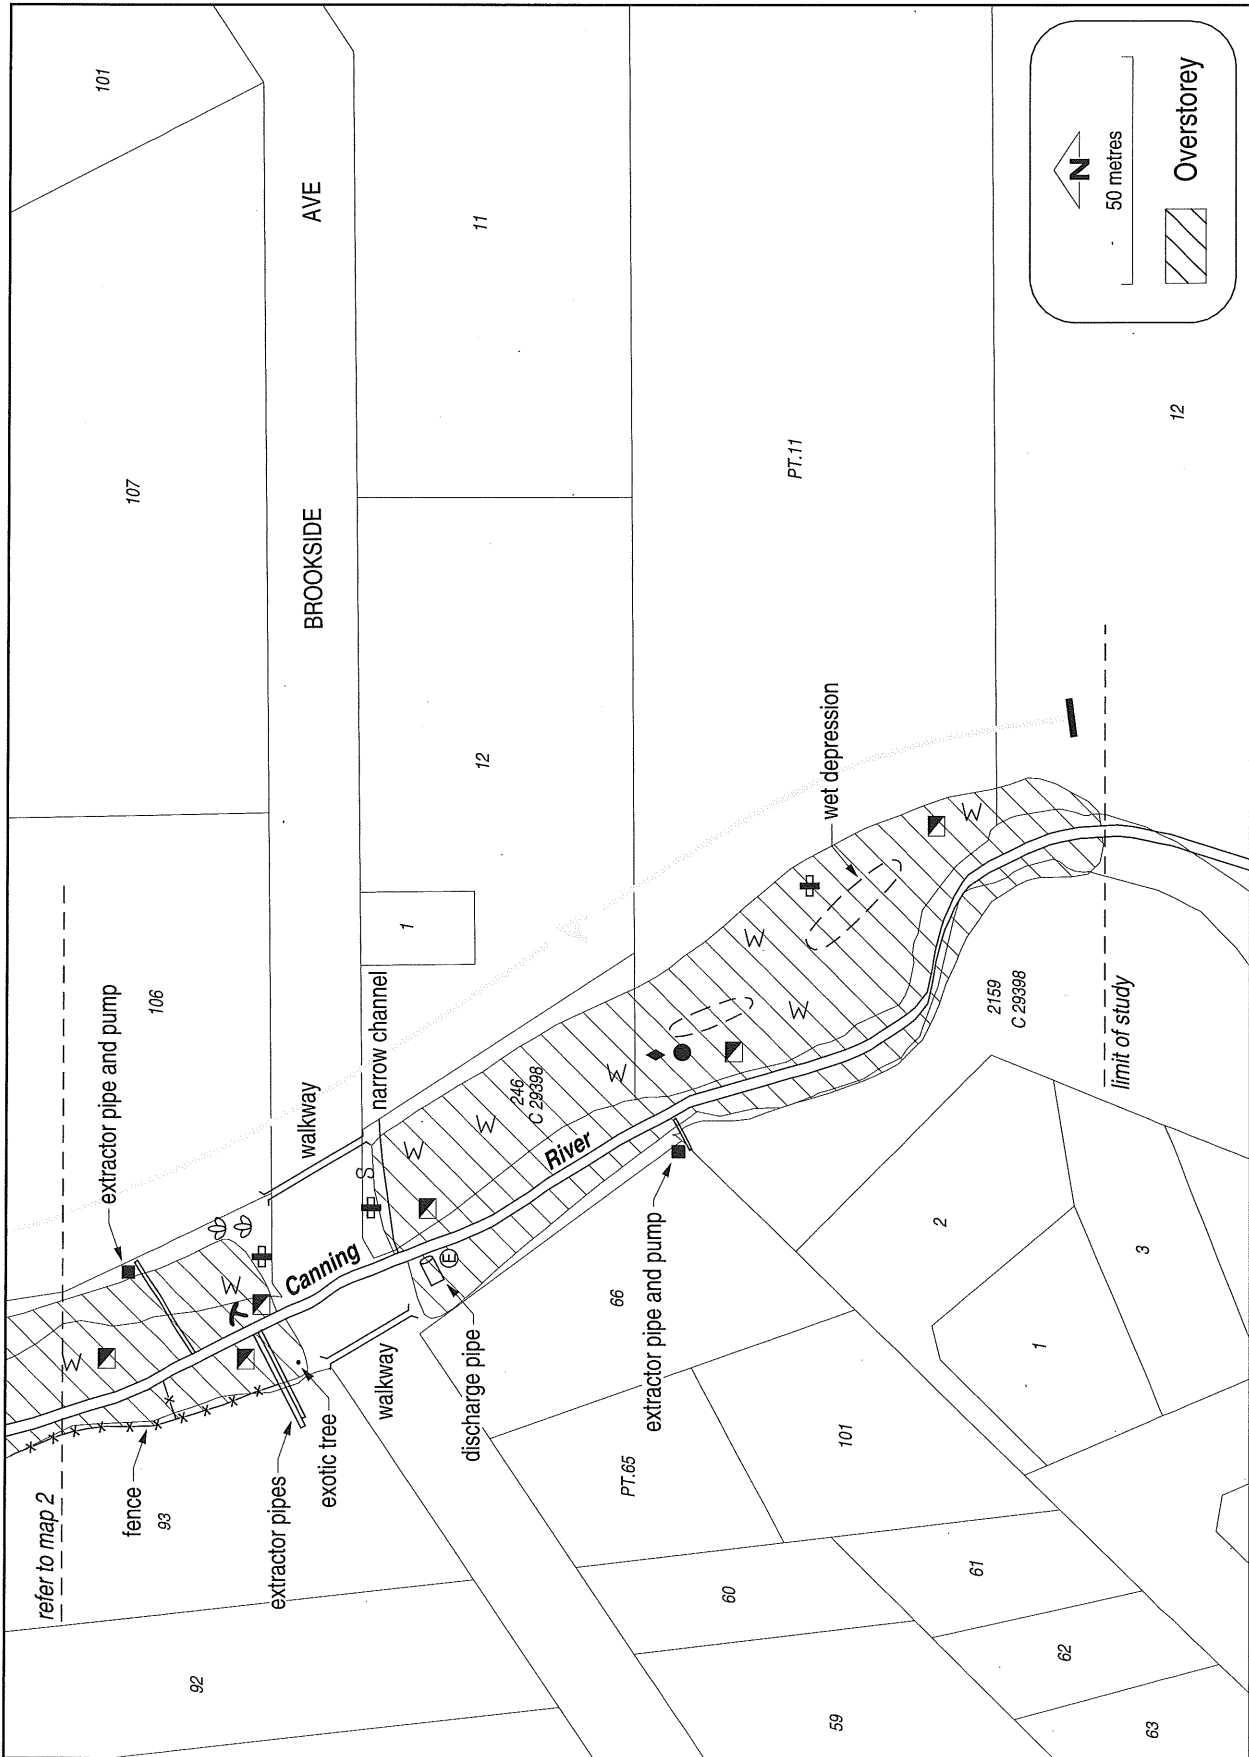 refer to map 2
92
93
fence
extractor pipes
exotic tree
walkway
discharge pipe
extractor pipe and pump
106
107
101
BROOKSIDE AVE
walkway
narrow channel
Canning River
S
E
1
12
11
246
C 29398
PT.11
wet depression
extractor pipe and pump
66
PT.65
101
60
59
61
62
63
2
3
1
2159
C 29398
limit of study
12
N
50 metres
Overstorey
W
W
W
W
W
W
W
W